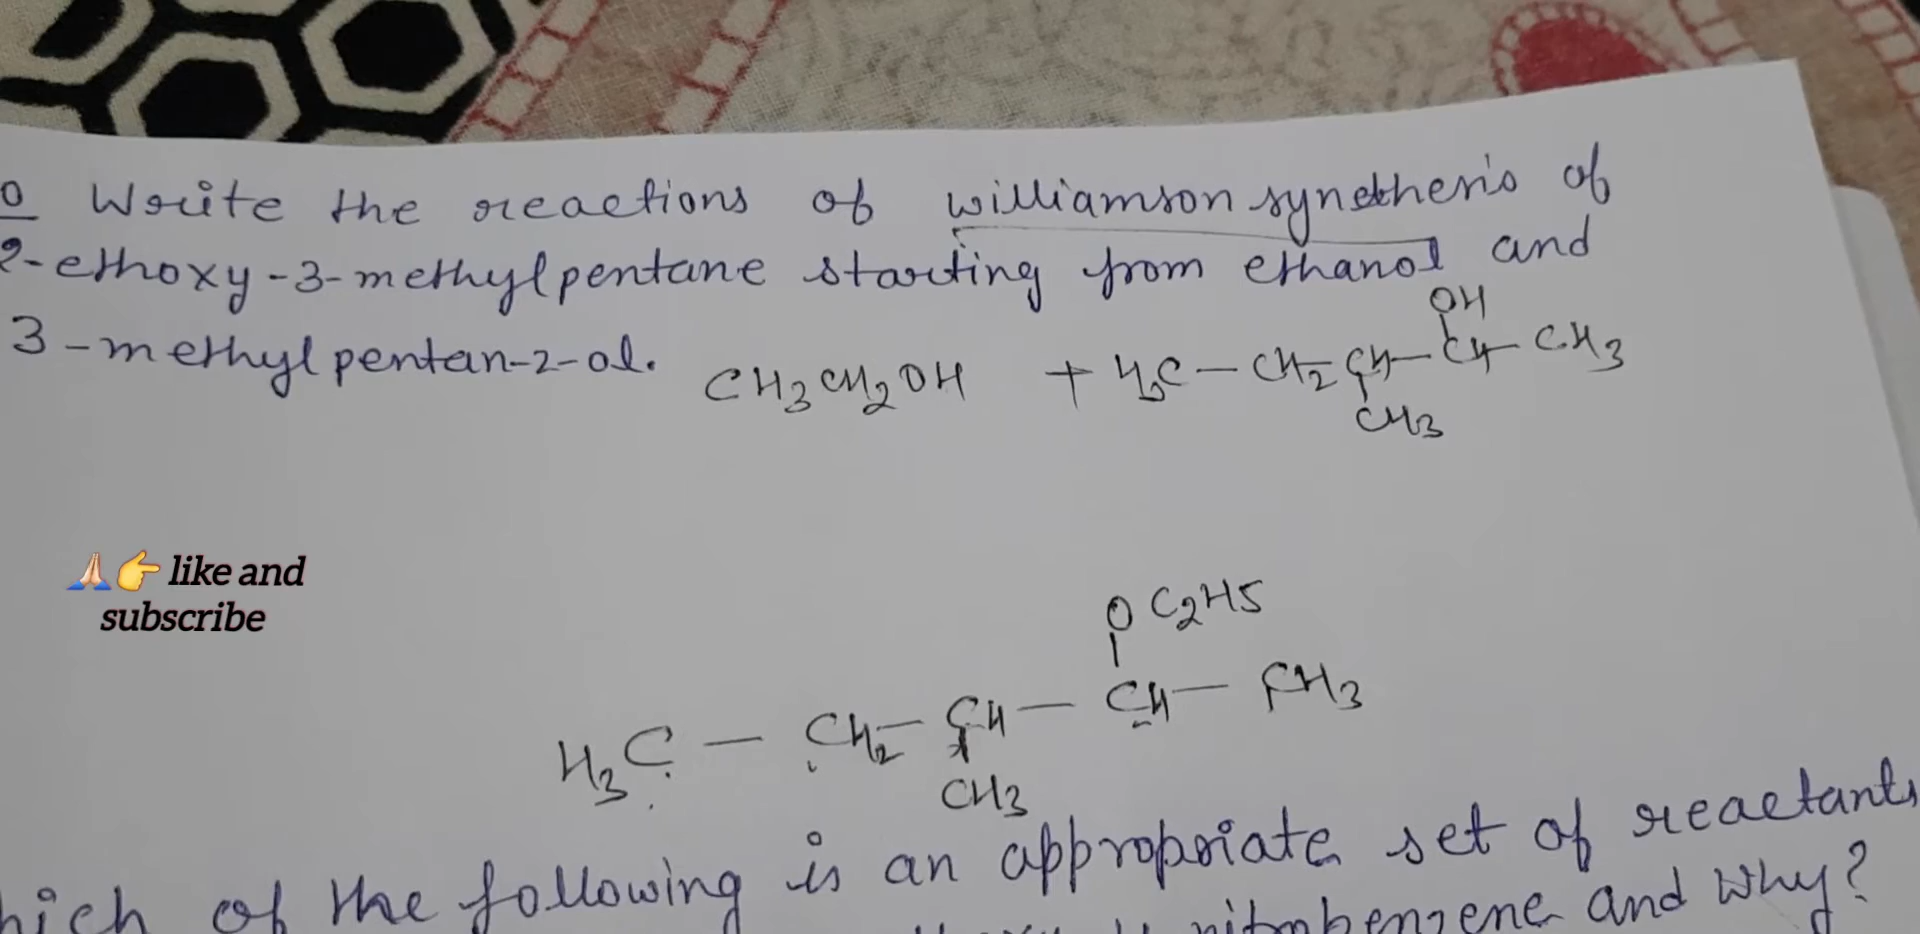 Write the reactions of williamson synethesis of
2-ethoxy-3-methylpentane starting from ethanol and
3-methylpentan-2-ol.
CH3CH2OH + H3C-CH2-CH-CH-CH3
OH
CH3
🙏👉 like and
subscribe
OC2H5
H3C-CH2-CH-CH-CH3
CH3
of the following is an appropriate set of reactants
and why?